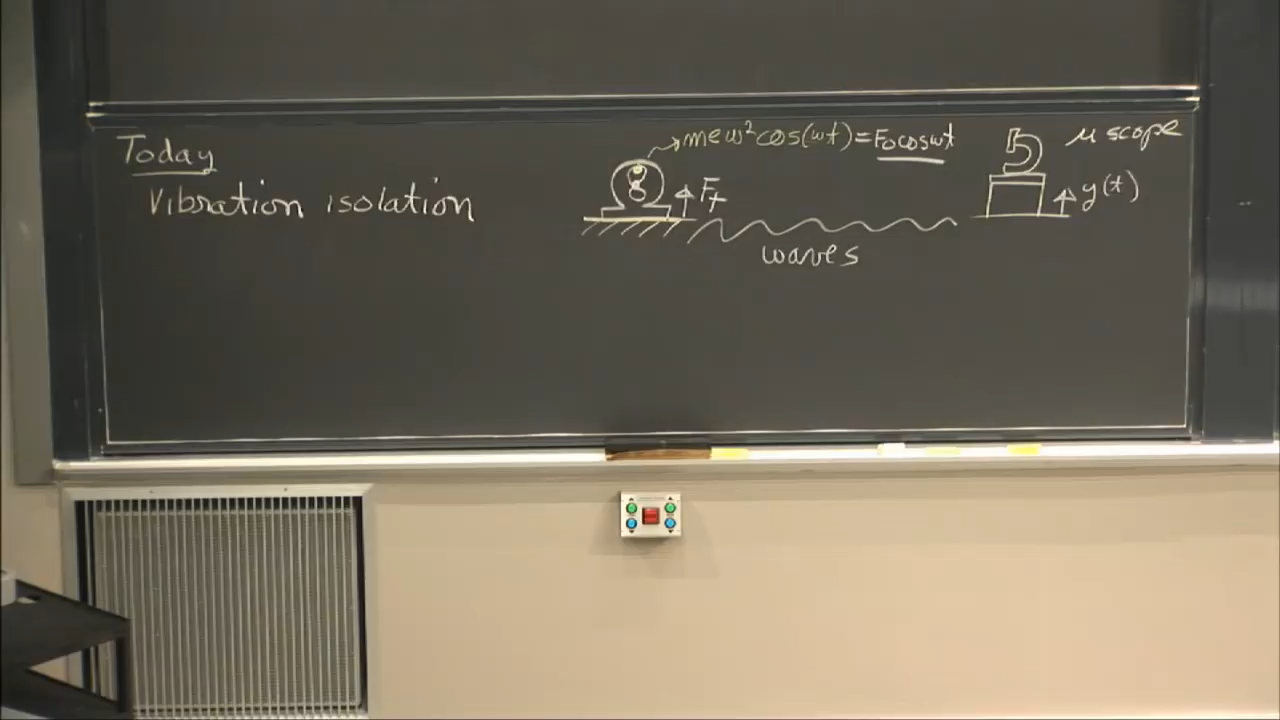 Today
Vibration isolation
meω²cos(ωt)=F₀cosωt
F_T
waves
μ scope
y(t)